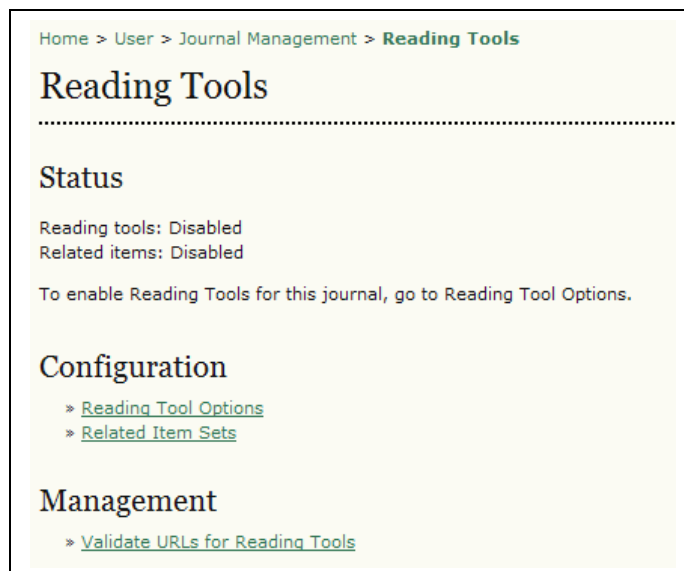 Home > User > Journal Management > Reading Tools
Reading Tools
Status
Reading tools: Disabled
Related items: Disabled
To enable Reading Tools for this journal, go to Reading Tool Options.
Configuration
» Reading Tool Options
» Related Item Sets
Management
» Validate URLs for Reading Tools